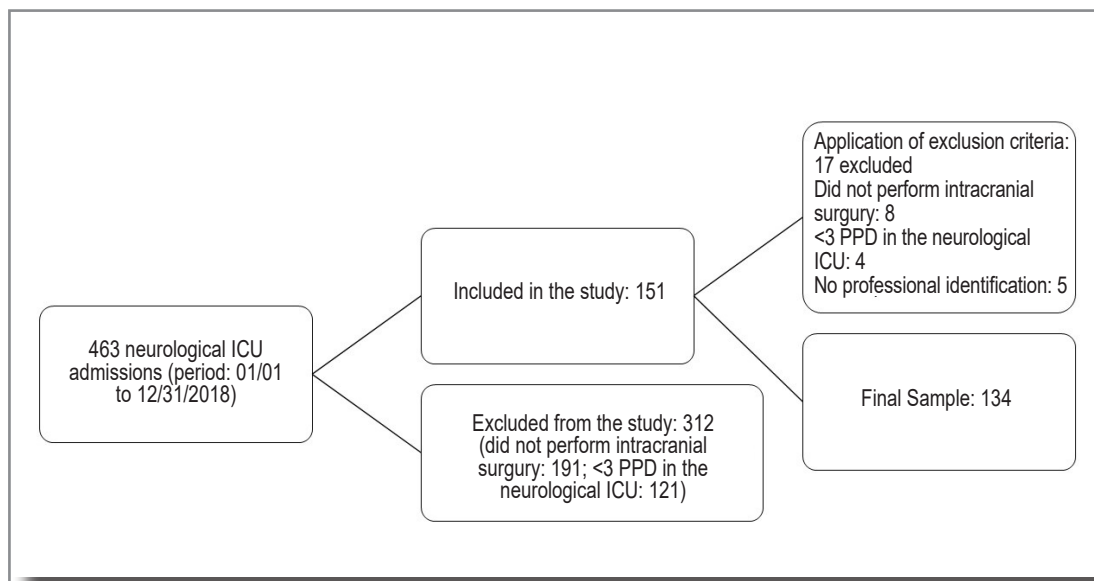 463 neurological ICU
admissions (period: 01/01
to 12/31/2018)
Included in the study: 151
Excluded from the study: 312
(did not perform intracranial
surgury: 191; <3 PPD in the
neurological ICU: 121)
Application of exclusion criteria:
17 excluded
Did not perform intracranial
surgury: 8
<3 PPD in the neurological
ICU: 4
No professional identification: 5
Final Sample: 134